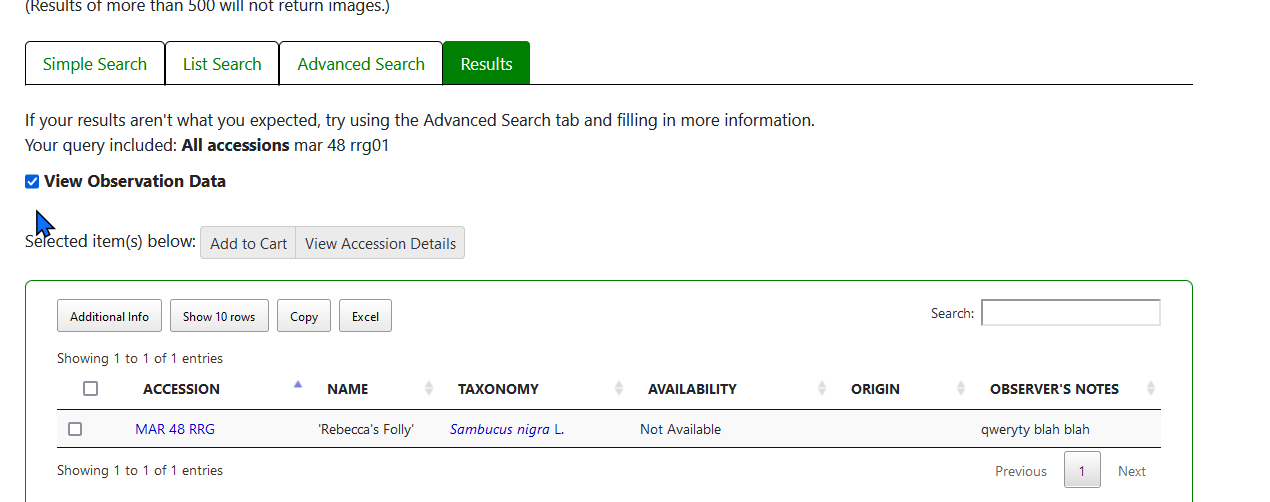 (Results of more than 500 will not return images.)
Simple Search List Search Advanced Search Results
If your results aren't what you expected, try using the Advanced Search tab and filling in more information.
Your query included: All accessions mar 48 rrg01
View Observation Data
Selected item(s) below: Add to Cart View Accession Details
Additional Info Show 10 rows Copy Excel Search:
Showing 1 to 1 of 1 entries
ACCESSION NAME TAXONOMY AVAILABILITY ORIGIN OBSERVER'S NOTES
MAR 48 RRG 'Rebecca's Folly' Sambucus nigra L. Not Available qweryty blah blah
Showing 1 to 1 of 1 entries Previous 1 Next